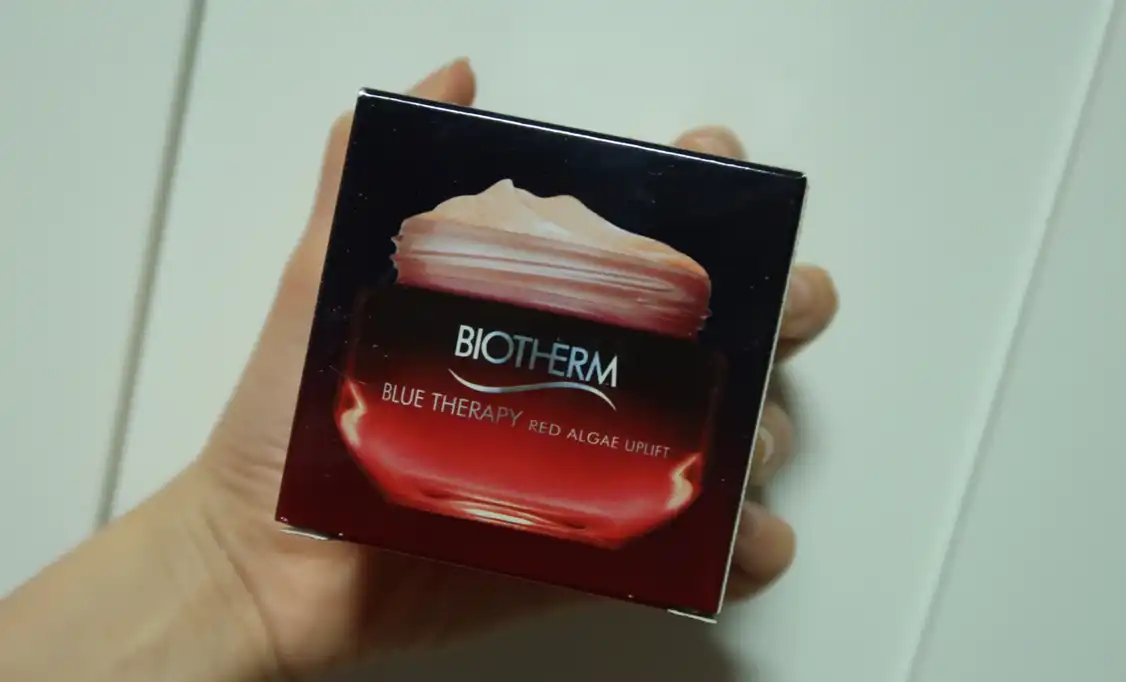 BIOTHERM
BLUE THERAPY RED ALGAE UPLIFT